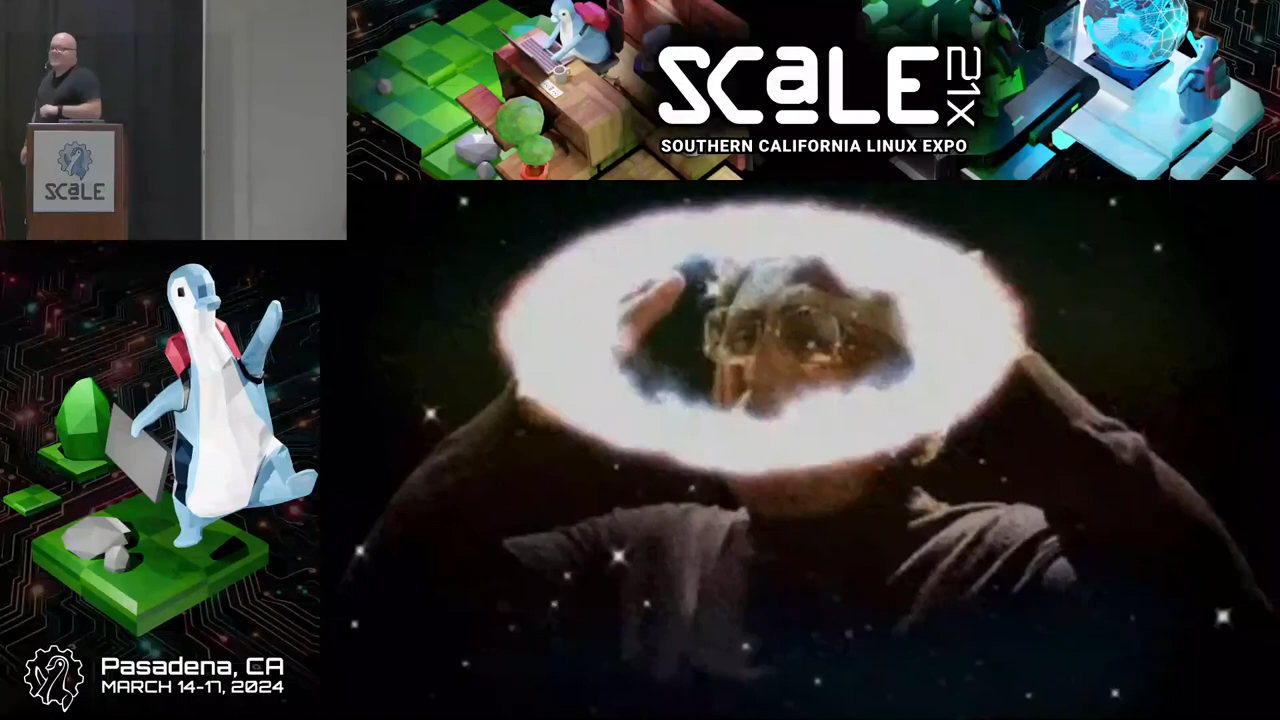 SCaLE 21X
SOUTHERN CALIFORNIA LINUX EXPO
SCaLE
Pasadena, CA
MARCH 14-17, 2024